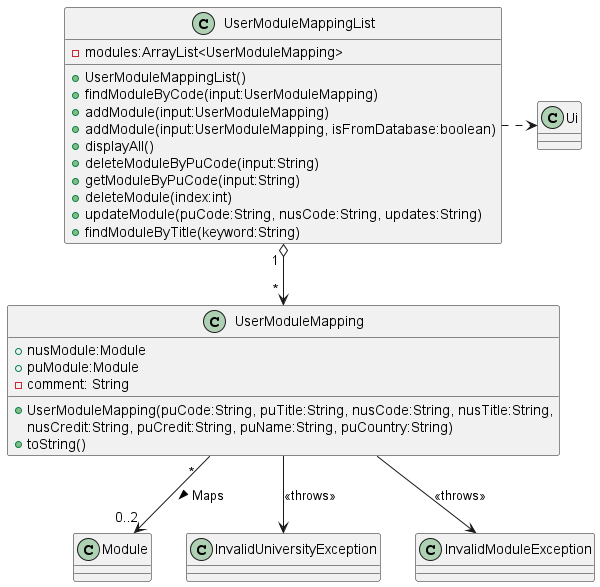 C UserModuleMappingList
modules:ArrayList<UserModuleMapping>
UserModuleMappingList()
findModuleByCode(input:UserModuleMapping)
addModule(input:UserModuleMapping)
addModule(input:UserModuleMapping, isFromDatabase:boolean)
displayAll()
deleteModuleByPuCode(input:String)
getModuleByPuCode(input:String)
deleteModule(index:int)
updateModule(puCode:String, nusCode:String, updates:String)
findModuleByTitle(keyword:String)
C Ui
1
*
C UserModuleMapping
nusModule:Module
puModule:Module
comment: String
UserModuleMapping(puCode:String, puTitle:String, nusCode:String, nusTitle:String,
nusCredit:String, puCredit:String, puName:String, puCountry:String)
toString()
*
Maps
«throws»
«throws»
0..2
C Module
C InvalidUniversityException
C InvalidModuleException